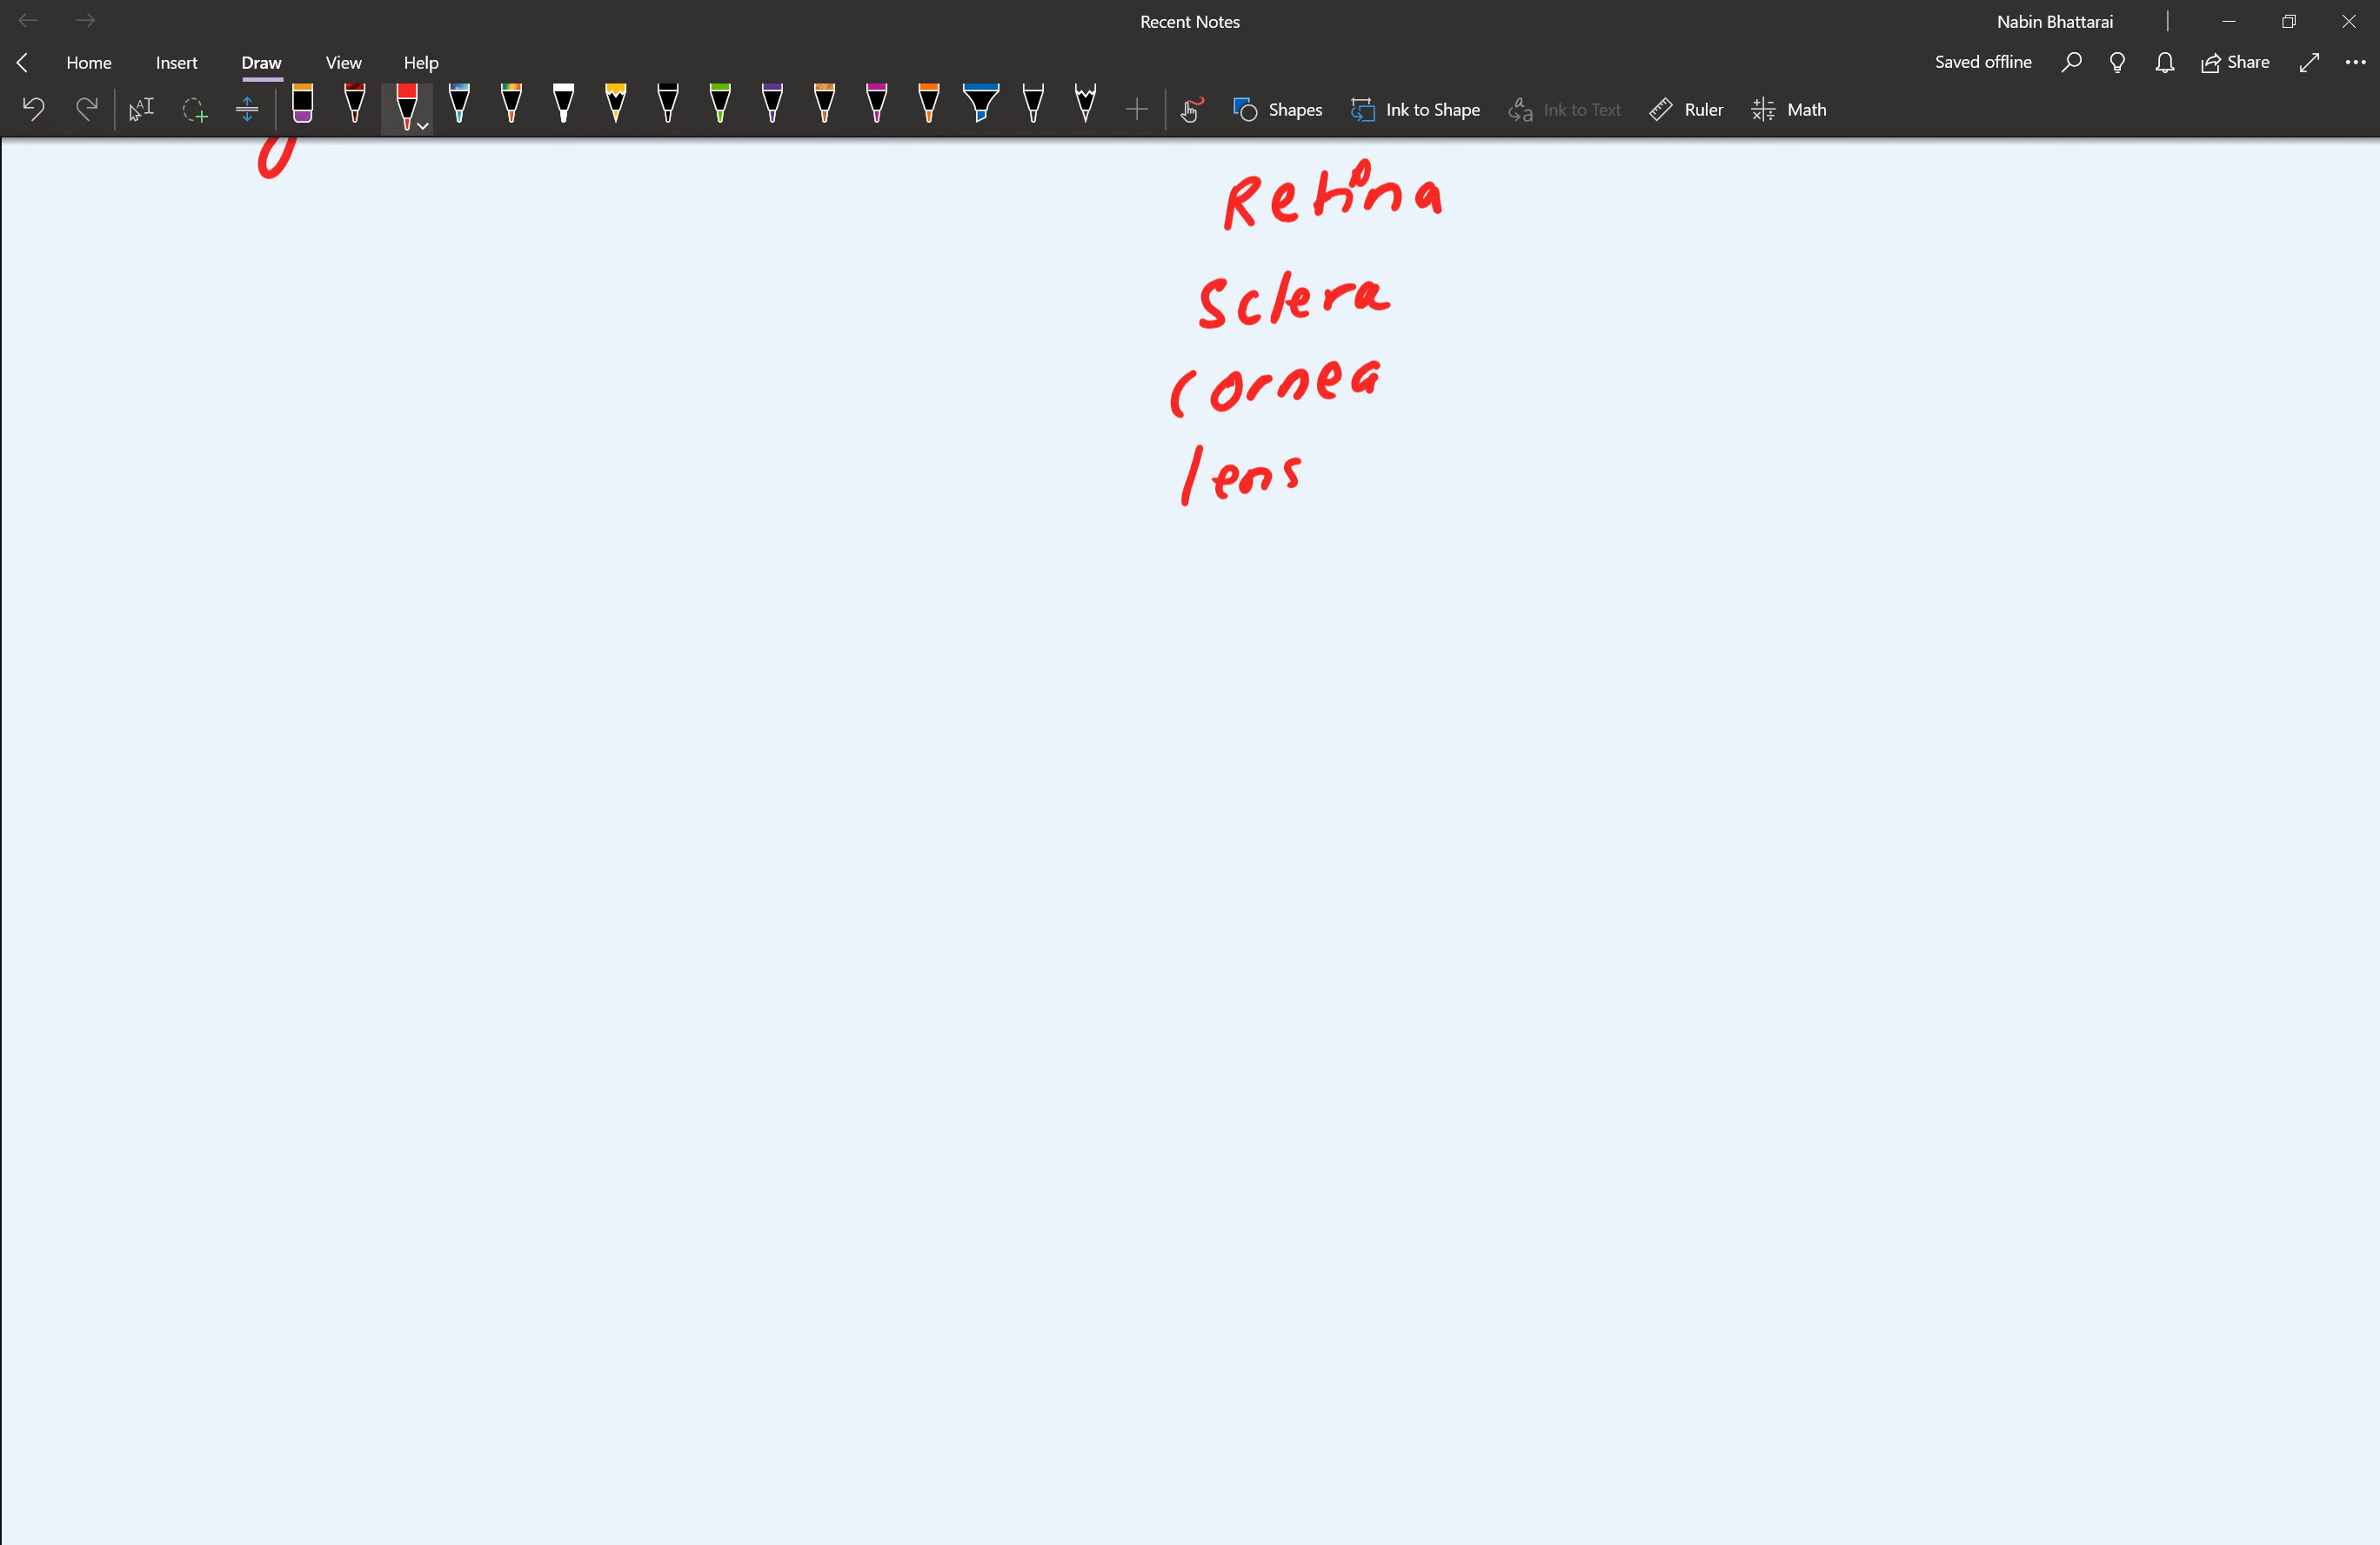 Recent Notes
Nabin Bhattarai
Home Insert Draw View Help
Saved offline
Share
Shapes Ink to Shape Ink to Text Ruler Math
Retina
Sclera
Cornea
lens